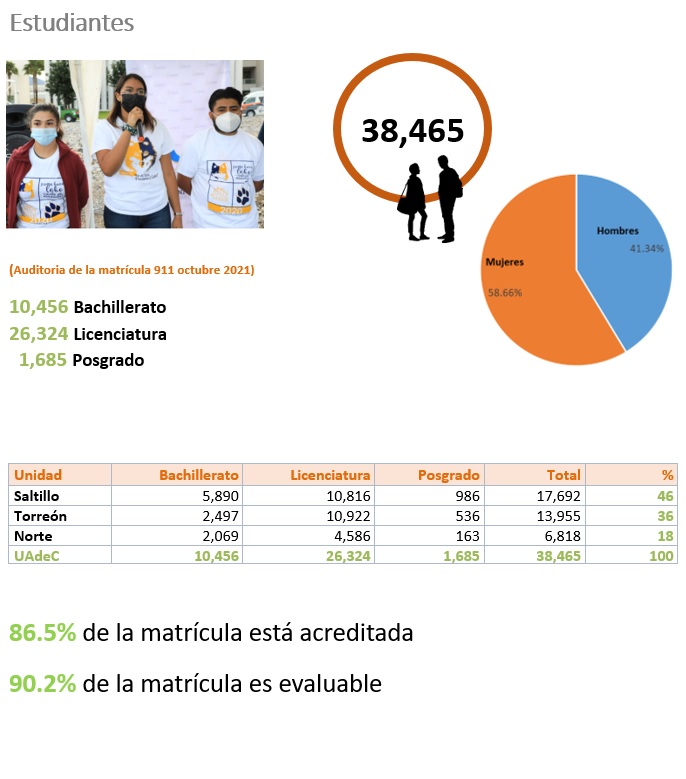 Estudiantes
2020
2020
38,465
Hombres
41.34%
Mujeres
58.66%
(Auditoria de la matrícula 911 octubre 2021)
10,456 Bachillerato
26,324 Licenciatura
1,685 Posgrado
Unidad Bachillerato Licenciatura Posgrado Total %
Saltillo 5,890 10,816 986 17,692 46
Torreón 2,497 10,922 536 13,955 36
Norte 2,069 4,586 163 6,818 18
UAdeC 10,456 26,324 1,685 38,465 100
86.5% de la matrícula está acreditada
90.2% de la matrícula es evaluable